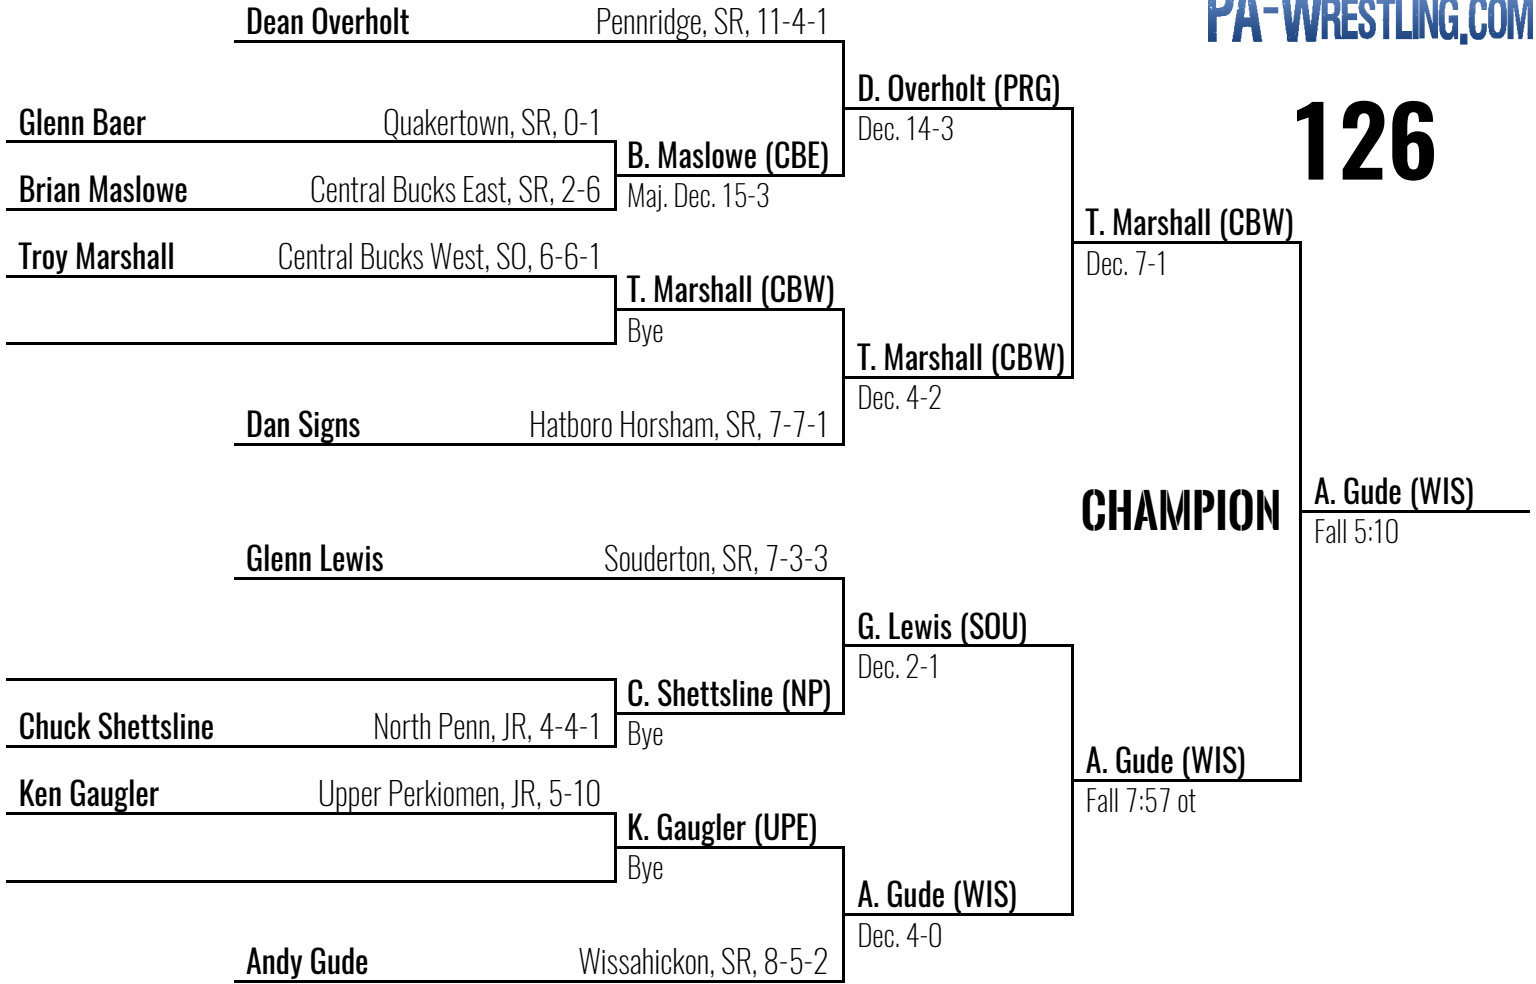 PA-WRESTLING.COM
126
Dean Overholt Pennridge, SR, 11-4-1
D. Overholt (PRG)
Dec. 14-3
Glenn Baer Quakertown, SR, 0-1
B. Maslowe (CBE)
Maj. Dec. 15-3
Brian Maslowe Central Bucks East, SR, 2-6
T. Marshall (CBW)
Dec. 7-1
Troy Marshall Central Bucks West, SO, 6-6-1
T. Marshall (CBW)
Bye
T. Marshall (CBW)
Dec. 4-2
Dan Signs Hatboro Horsham, SR, 7-7-1
CHAMPION
A. Gude (WIS)
Fall 5:10
Glenn Lewis Souderton, SR, 7-3-3
G. Lewis (SOU)
Dec. 2-1
C. Shettsline (NP)
Bye
Chuck Shettsline North Penn, JR, 4-4-1
A. Gude (WIS)
Fall 7:57 ot
Ken Gaugler Upper Perkiomen, JR, 5-10
K. Gaugler (UPE)
Bye
A. Gude (WIS)
Dec. 4-0
Andy Gude Wissahickon, SR, 8-5-2